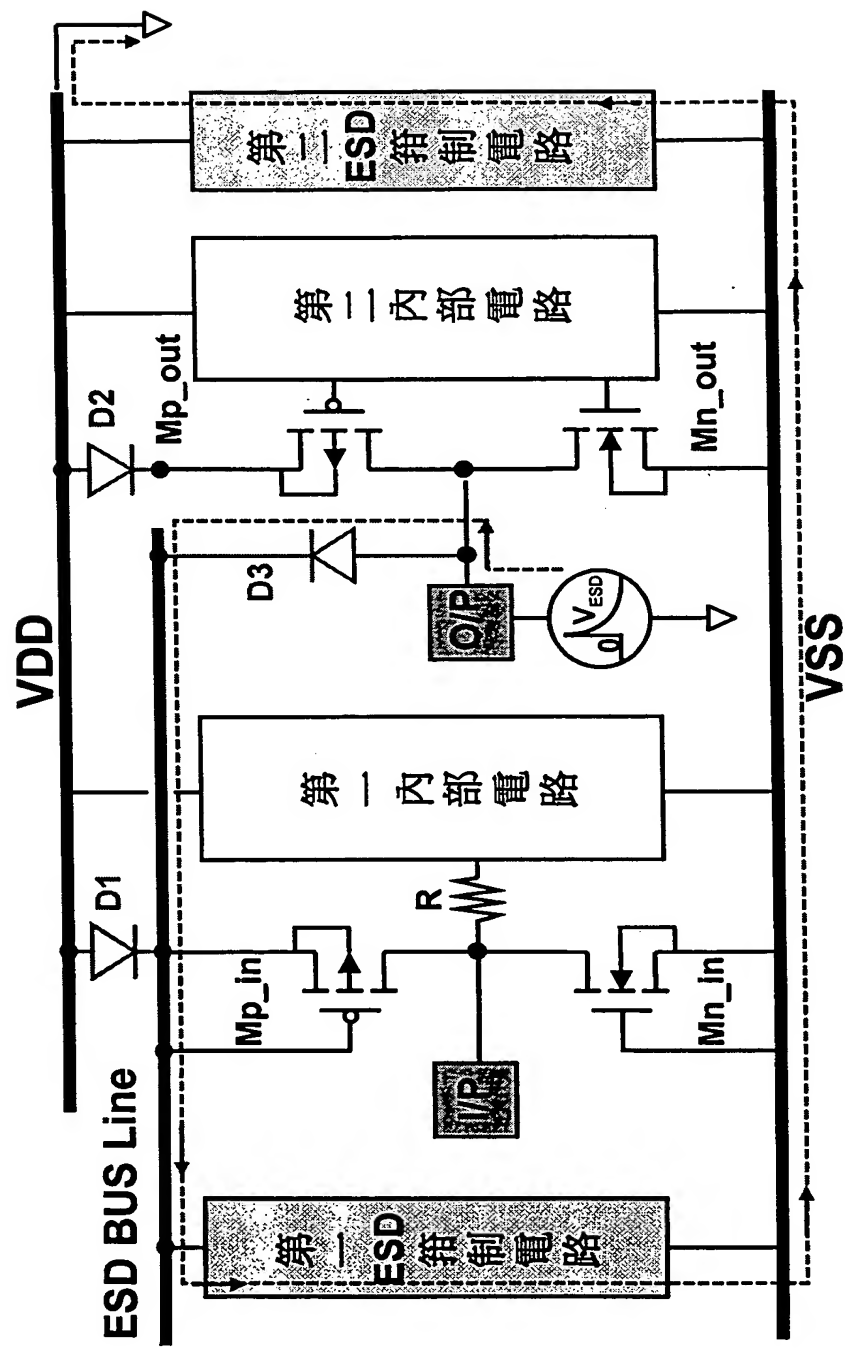 VDD
ESD BUS Line
D1
D2
Mp_in
D3
Mp_out
第一ESD箝制電路
I/P
R
第一內部電路
O/P
0
VESD
第二內部電路
第二ESD箝制電路
Mn_in
Mn_out
VSS